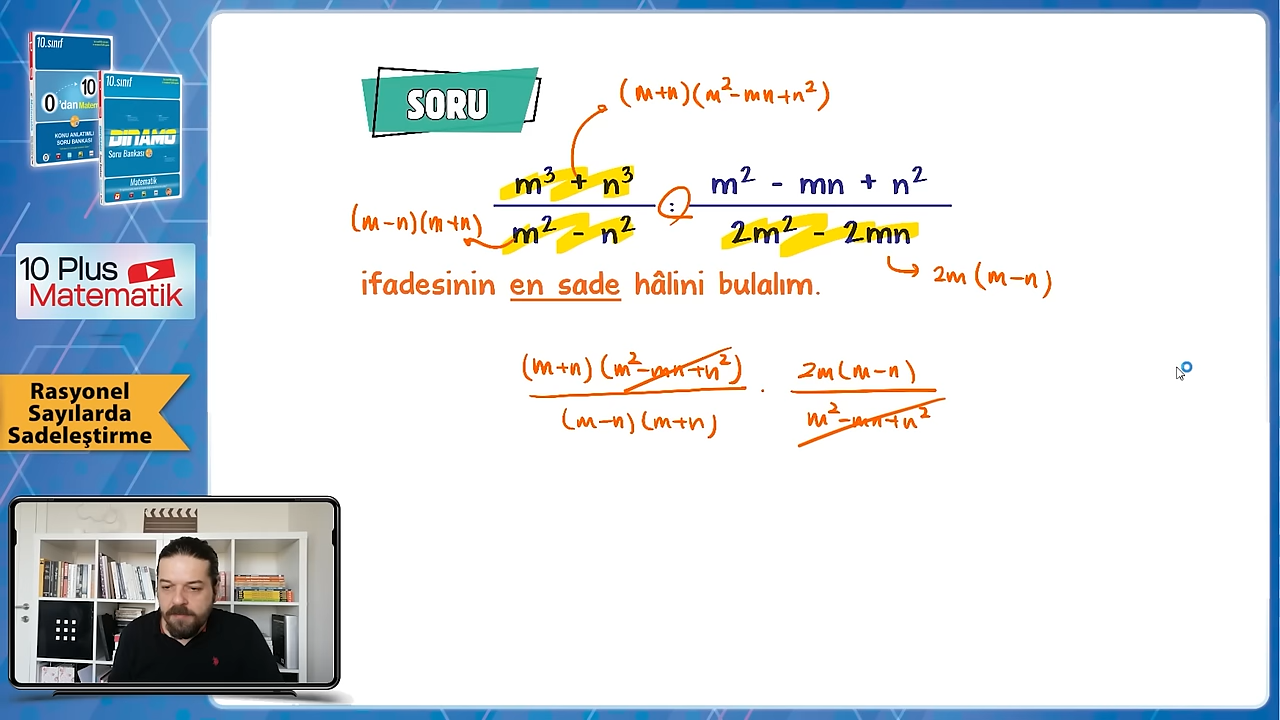 10.sınıf
0'dan 10
Matem
KONU ANLATIMLI
SORU BANKASI
10.sınıf
DİNAMO
Soru Bankası
Matematik
10 Plus
Matematik
Rasyonel
Sayılarda
Sadeleştirme
SORU
(m+n)(m²-mn+n²)
m³ + n³ : m² - mn + n²
(m-n)(m+n)
m² - n² 2m² - 2mn
2m(m-n)
ifadesinin en sade hâlini bulalım.
(m+n)(m²-mn+n²) . 2m(m-n)
(m-n)(m+n) m²-mn+n²